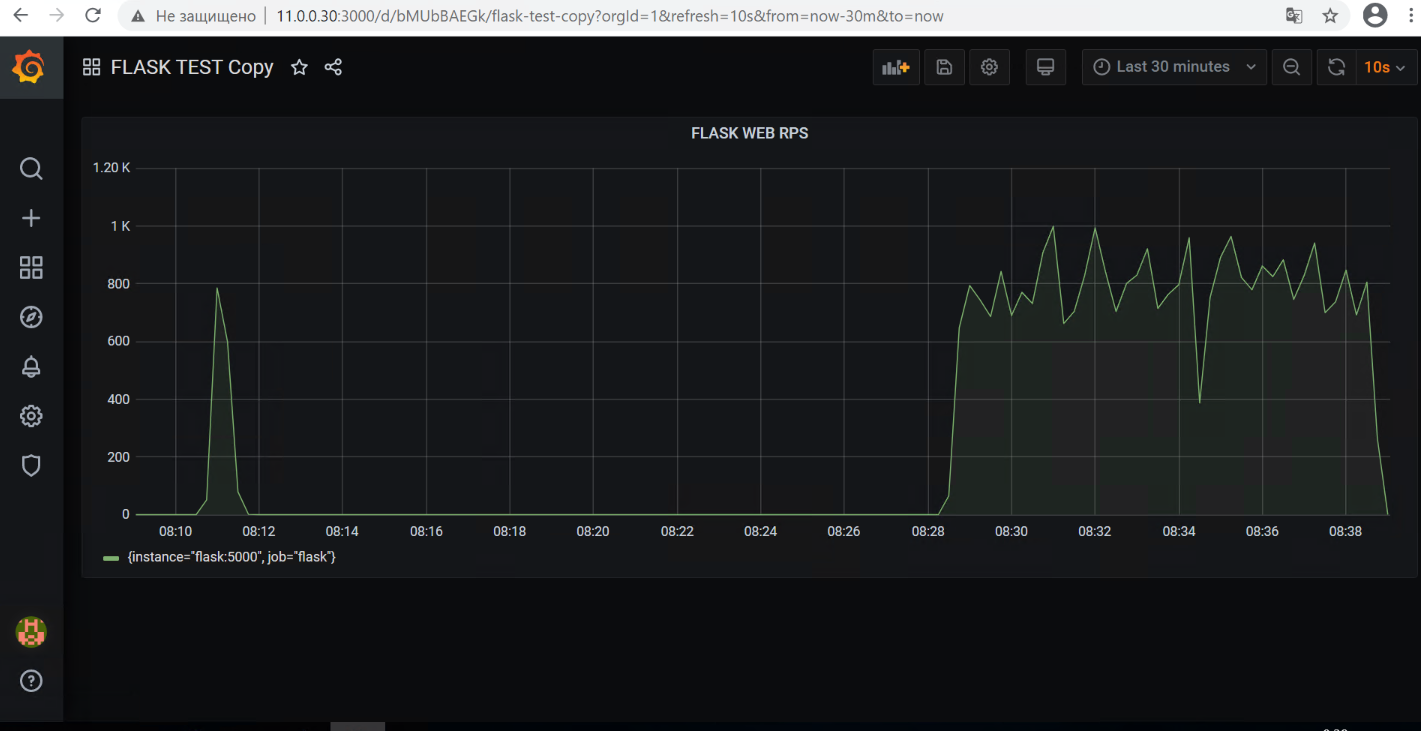 Не защищено
11.0.0.30:3000/d/bMUbBAEGk/flask-test-copy?orgId=1&refresh=10s&from=now-30m&to=now
FLASK TEST Copy
Last 30 minutes
10s
FLASK WEB RPS
1.20 K
1 K
800
600
400
200
0
08:10 08:12 08:14 08:16 08:18 08:20 08:22 08:24 08:26 08:28 08:30 08:32 08:34 08:36 08:38
{instance="flask:5000", job="flask"}